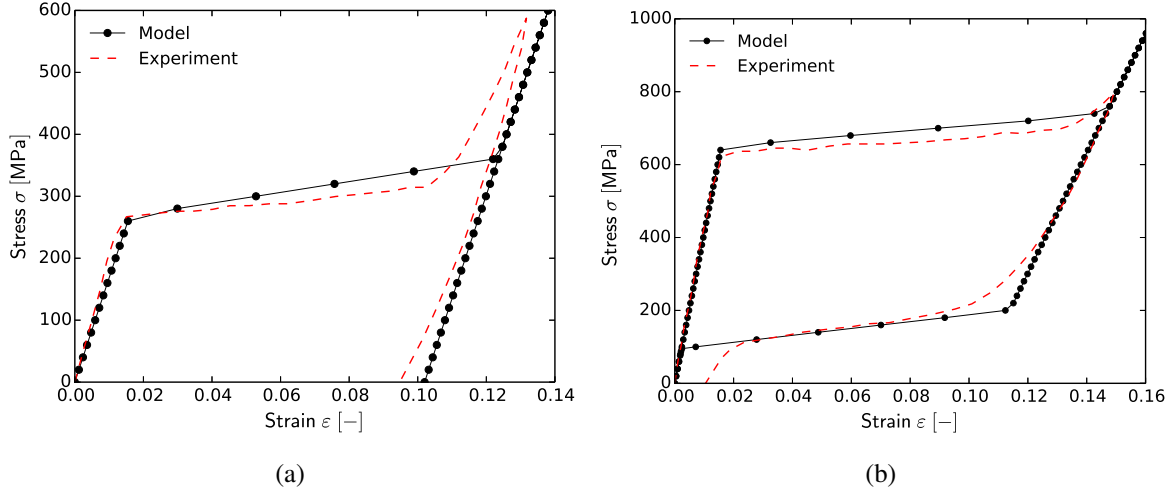 600
500
400
300
200
100
0
0.00 0.02 0.04 0.06 0.08 0.10 0.12 0.14
Stress σ [MPa]
Strain ε [−]
Model
Experiment
(a)
1000
800
600
400
200
0
0.00 0.02 0.04 0.06 0.08 0.10 0.12 0.14 0.16
Stress σ [MPa]
Strain ε [−]
Model
Experiment
(b)